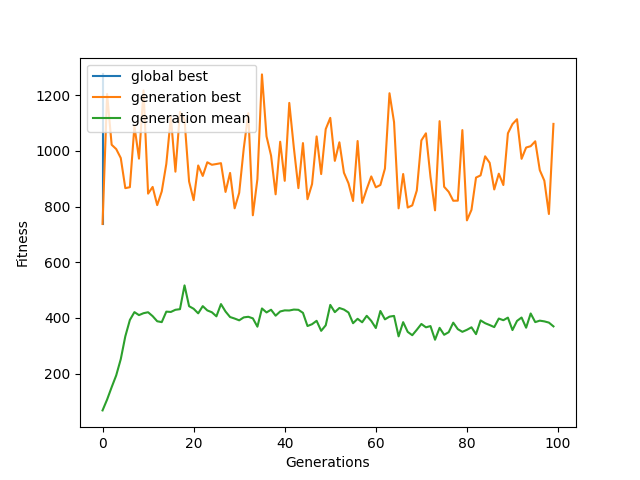 global best
generation best
generation mean
1200
1000
800
600
400
200
Fitness
0 20 40 60 80 100
Generations